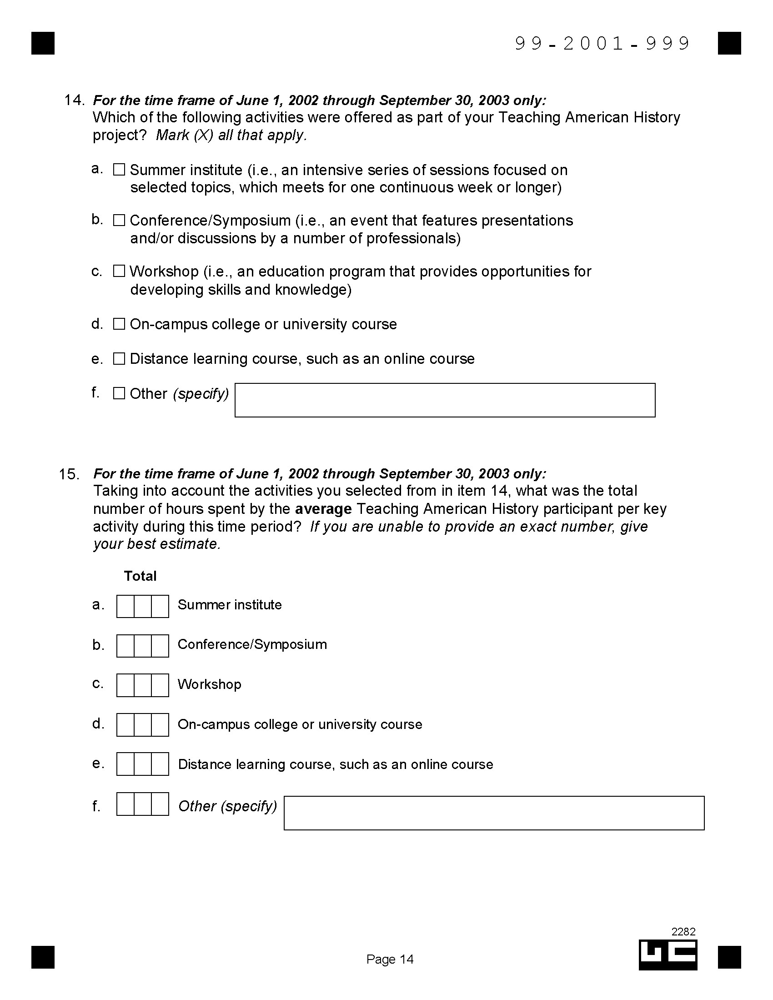 99-2001-999
14. For the time frame of June 1, 2002 through September 30, 2003 only:
Which of the following activities were offered as part of your Teaching American History
project? Mark (X) all that apply.
a. Summer institute (i.e., an intensive series of sessions focused on
selected topics, which meets for one continuous week or longer)
b. Conference/Symposium (i.e., an event that features presentations
and/or discussions by a number of professionals)
c. Workshop (i.e., an education program that provides opportunities for
developing skills and knowledge)
d. On-campus college or university course
e. Distance learning course, such as an online course
f. Other (specify)
15. For the time frame of June 1, 2002 through September 30, 2003 only:
Taking into account the activities you selected from in item 14, what was the total
number of hours spent by the average Teaching American History participant per key
activity during this time period? If you are unable to provide an exact number, give
your best estimate.
Total
a. Summer institute
b. Conference/Symposium
c. Workshop
d. On-campus college or university course
e. Distance learning course, such as an online course
f. Other (specify)
2282
Page 14